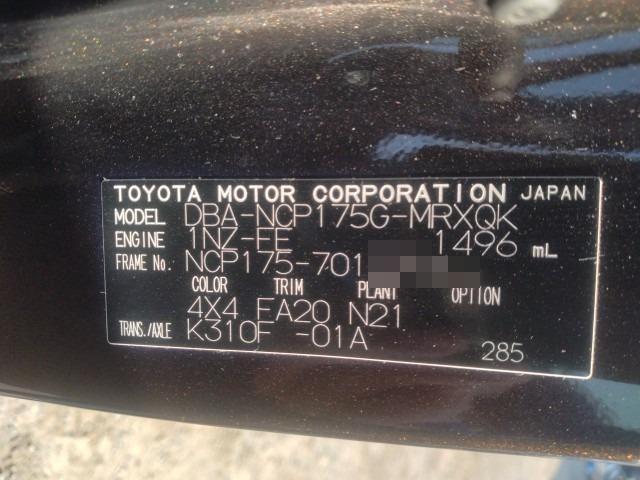 TOYOTA MOTOR CORPORATION JAPAN
MODEL DBA-NCP175G-MRXQK
ENGINE 1NZ-FE 1496 mL
FRAME No. NCP175-701
COLOR TRIM PLANT OPTION
4X4 FA20 N21
TRANS./AXLE K310F -01A
285